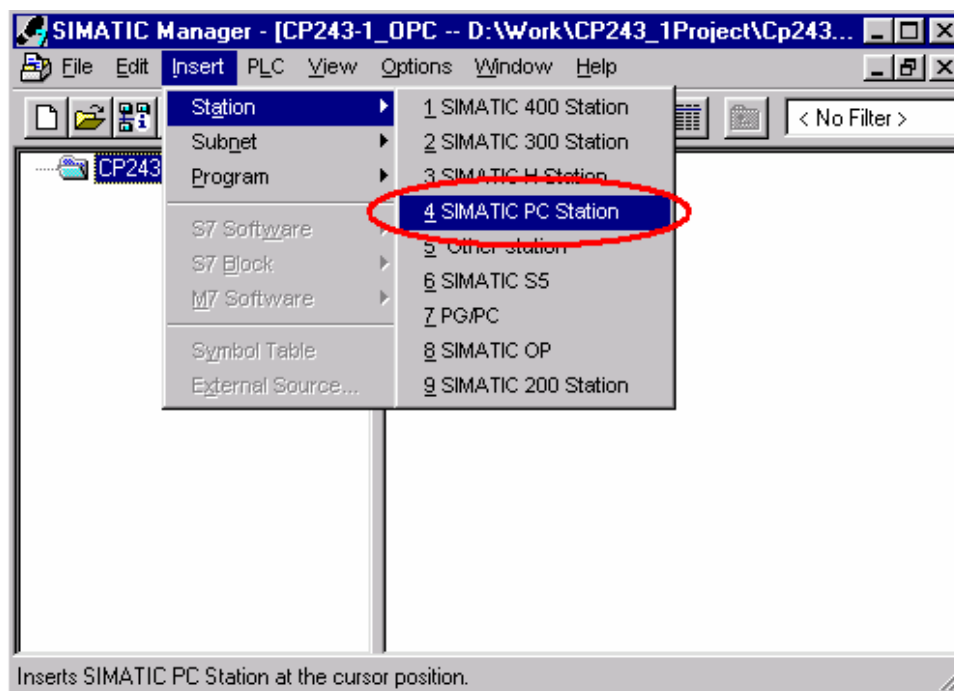 SIMATIC Manager - [CP243-1_OPC -- D:\Work\CP243_1Project\Cp243...
File Edit Insert PLC View Options Window Help
< No Filter >
CP243
Station
Subnet
Program
S7 Software
S7 Block
M7 Software
Symbol Table
External Source...
1 SIMATIC 400 Station
2 SIMATIC 300 Station
3 SIMATIC H Station
4 SIMATIC PC Station
5 Other station
6 SIMATIC S5
7 PG/PC
8 SIMATIC OP
9 SIMATIC 200 Station
Inserts SIMATIC PC Station at the cursor position.